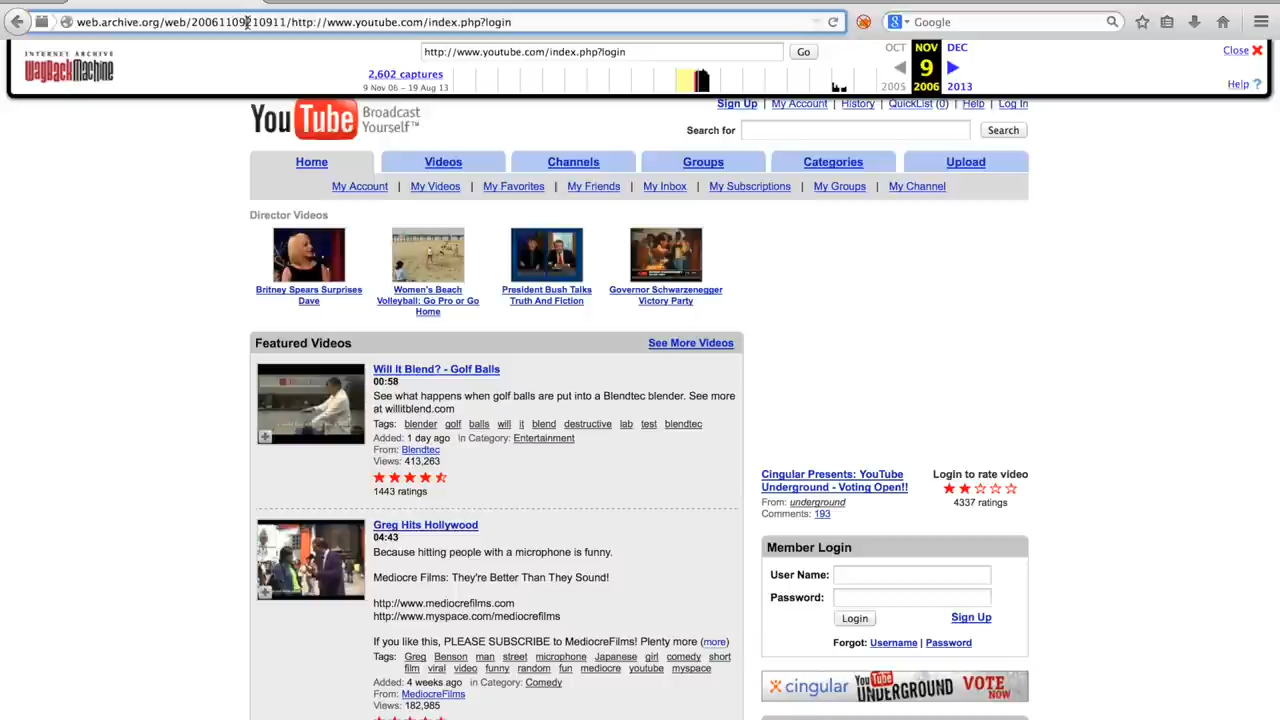 web.archive.org/web/20061109210911/http://www.youtube.com/index.php?login
Google
INTERNET ARCHIVE
WayBackMachine
http://www.youtube.com/index.php?login
Go
2,602 captures
9 Nov 06 – 19 Aug 13
OCT NOV DEC
9
2005 2006 2013
Close
Help ?
YouTube Broadcast Yourself™
Sign Up | My Account | History | QuickList (0) | Help | Log In
Search for
Search
Home Videos Channels Groups Categories Upload
My Account | My Videos | My Favorites | My Friends | My Inbox | My Subscriptions | My Groups | My Channel
Director Videos
Britney Spears Surprises
Dave
Women's Beach
Volleyball: Go Pro or Go
Home
President Bush Talks
Truth And Fiction
Governor Schwarzenegger
Victory Party
Featured Videos
See More Videos
Will It Blend? - Golf Balls
00:58
See what happens when golf balls are put into a Blendtec blender. See more
at willitblend.com
Tags: blender golf balls will it blend destructive lab test blendtec
Added: 1 day ago in Category: Entertainment
From: Blendtec
Views: 413,263
1443 ratings
Greg Hits Hollywood
04:43
Because hitting people with a microphone is funny.
Mediocre Films: They're Better Than They Sound!
http://www.mediocrefilms.com
http://www.myspace.com/mediocrefilms
If you like this, PLEASE SUBSCRIBE to MediocreFilms! Plenty more (more)
Tags: Greg Benson man street microphone Japanese girl comedy short
film viral video funny random fun mediocre youtube myspace
Added: 4 weeks ago in Category: Comedy
From: MediocreFilms
Views: 182,985
Cingular Presents: YouTube
Underground - Voting Open!!
From: underground
Comments: 193
Login to rate video
4337 ratings
Member Login
User Name:
Password:
Login
Sign Up
Forgot: Username | Password
cingular YouTube UNDERGROUND VOTE NOW